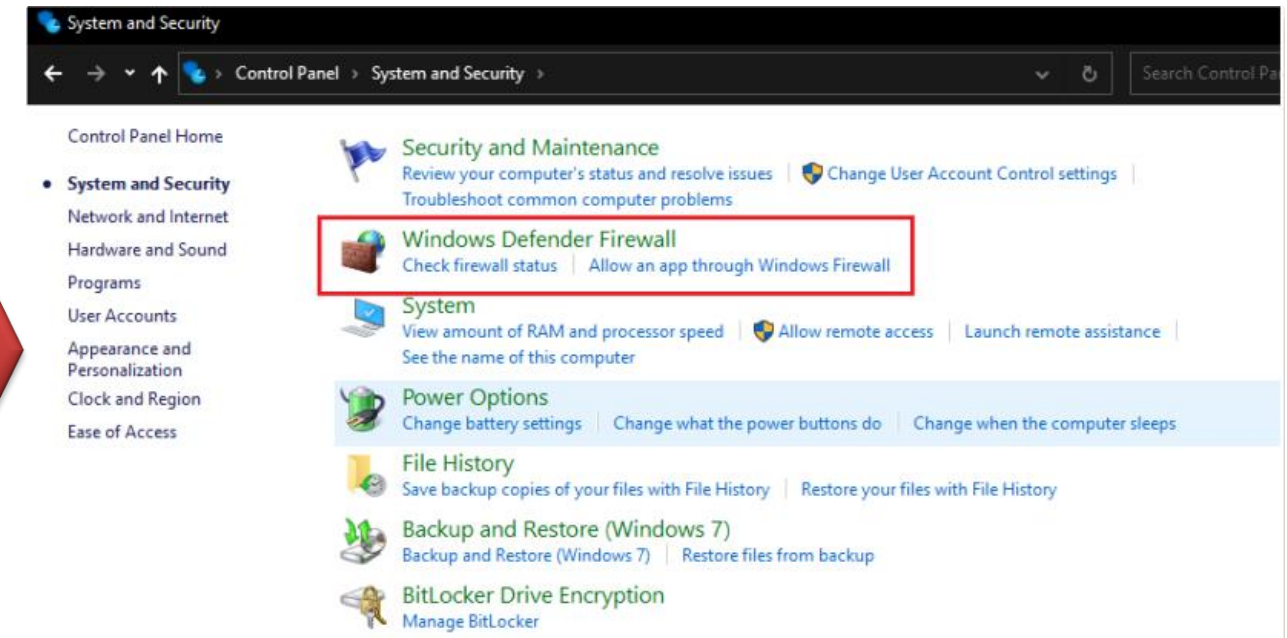 System and Security
Control Panel > System and Security >
Search Control Pa
Control Panel Home
System and Security
Network and Internet
Hardware and Sound
Programs
User Accounts
Appearance and
Personalization
Clock and Region
Ease of Access
Security and Maintenance
Review your computer's status and resolve issues | Change User Account Control settings |
Troubleshoot common computer problems
Windows Defender Firewall
Check firewall status | Allow an app through Windows Firewall
System
View amount of RAM and processor speed | Allow remote access | Launch remote assistance |
See the name of this computer
Power Options
Change battery settings | Change what the power buttons do | Change when the computer sleeps
File History
Save backup copies of your files with File History | Restore your files with File History
Backup and Restore (Windows 7)
Backup and Restore (Windows 7) | Restore files from backup
BitLocker Drive Encryption
Manage BitLocker